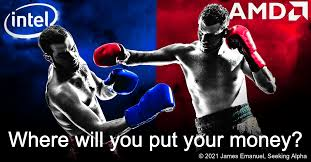 intel
AMD
Where will you put your money?
© 2021 James Emanuel, Seeking Alpha